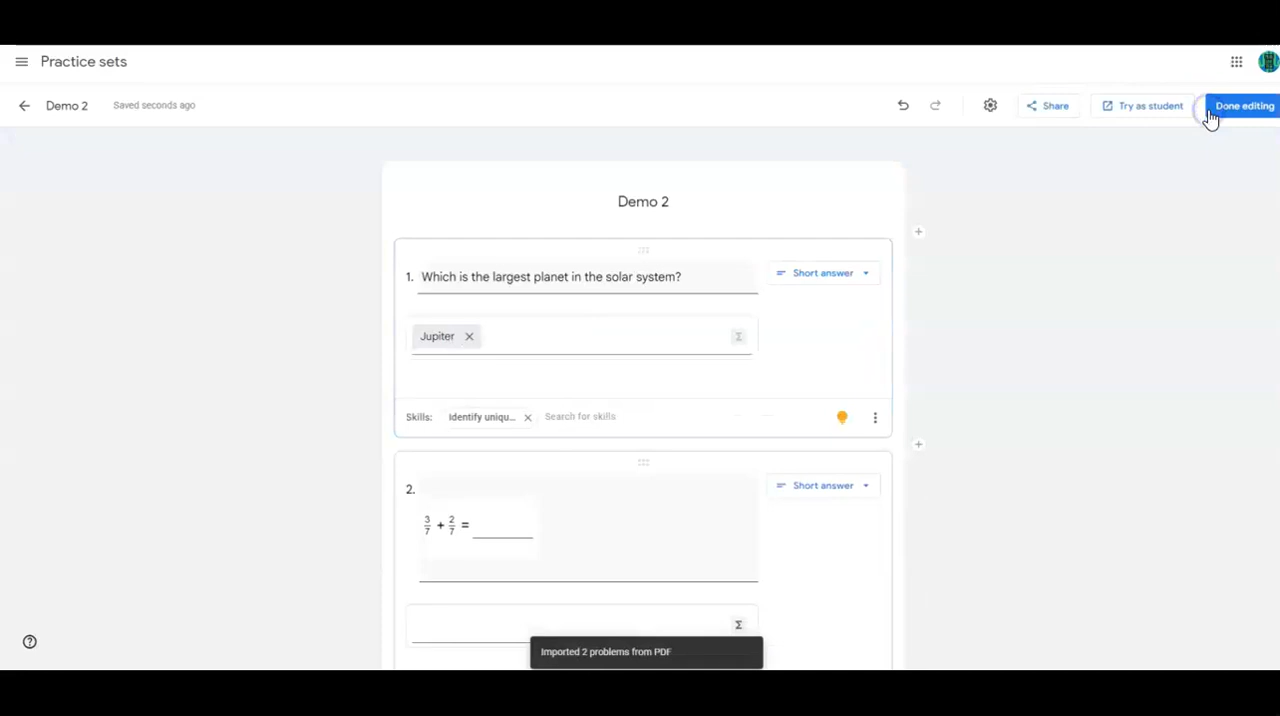 Practice sets
Demo 2 Saved seconds ago Share Try as student Done editing
Demo 2
1. Which is the largest planet in the solar system? Short answer
Jupiter
Skills: Identify uniqu... Search for skills
2. Short answer
3/7 + 2/7 = ______
Σ
Imported 2 problems from PDF